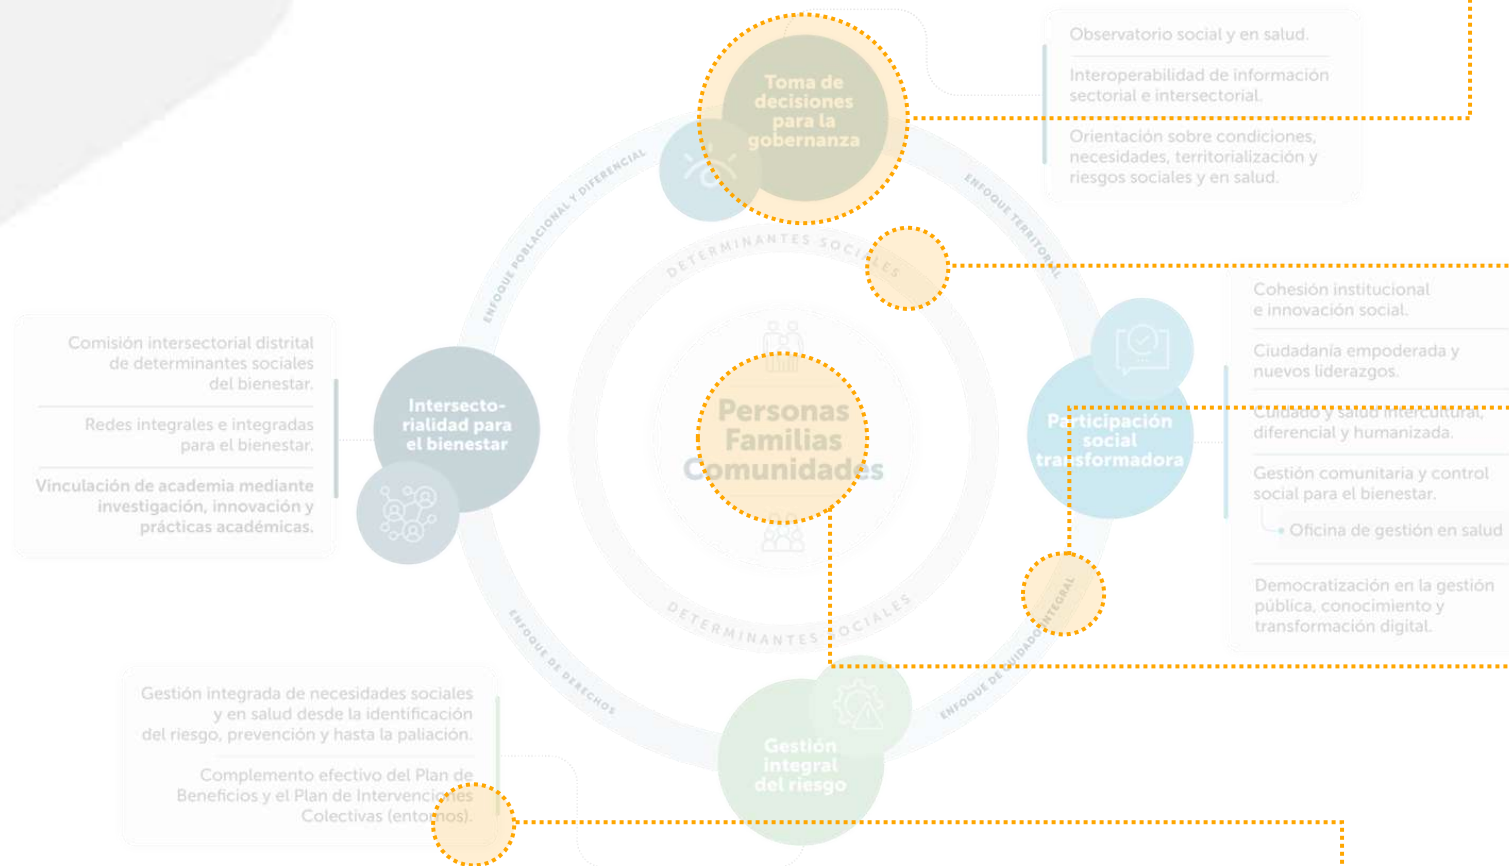 Toma de
decisiones
para la
gobernanza
Observatorio social y en salud.
Interoperabilidad de información
sectorial e intersectorial.
Orientación sobre condiciones,
necesidades, territorialización y
riesgos sociales y en salud.
ENFOQUE POBLACIONAL Y DIFERENCIAL
ENFOQUE TERRITORIAL
DETERMINANTES SOCIALES
Comisión intersectorial distrital
de determinantes sociales
del bienestar.
Redes integrales e integradas
para el bienestar.
Vinculación de academia mediante
investigación, innovación y
prácticas académicas.
Intersecto-
rialidad para
el bienestar
Personas
Familias
Comunidades
Participación
social
transformadora
Cohesión institucional
e innovación social.
Ciudadanía empoderada y
nuevos liderazgos.
Cuidado y salud intercultural,
diferencial y humanizada.
Gestión comunitaria y control
social para el bienestar.
Oficina de gestión en salud
Democratización en la gestión
pública, conocimiento y
transformación digital.
DETERMINANTES SOCIALES
ENFOQUE DE DERECHOS
ENFOQUE DE CUIDADO INTEGRAL
Gestión integrada de necesidades sociales
y en salud desde la identificación
del riesgo, prevención y hasta la paliación.
Complemento efectivo del Plan de
Beneficios y el Plan de Intervenciones
Colectivas (entornos).
Gestión
integral
del riesgo